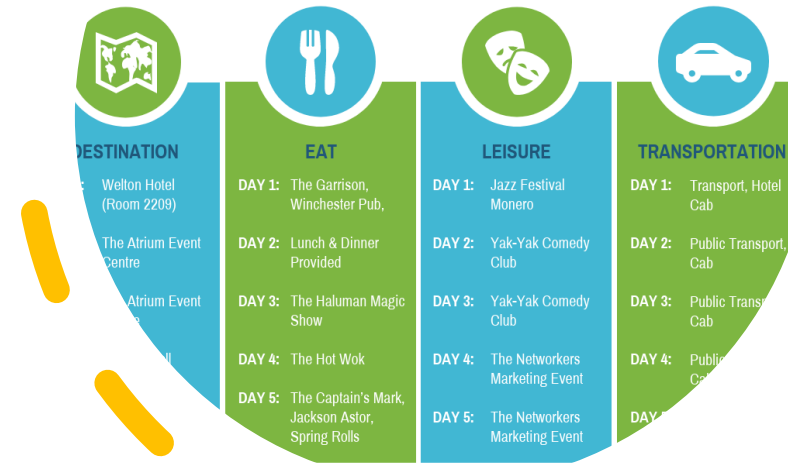 DESTINATION
Welton Hotel
(Room 2209)
The Atrium Event
Centre
Atrium Event
EAT
DAY 1: The Garrison,
Winchester Pub,
DAY 2: Lunch & Dinner
Provided
DAY 3: The Haluman Magic
Show
DAY 4: The Hot Wok
DAY 5: The Captain's Mark,
Jackson Astor,
Spring Rolls
LEISURE
DAY 1: Jazz Festival
Monero
DAY 2: Yak-Yak Comedy
Club
DAY 3: Yak-Yak Comedy
Club
DAY 4: The Networkers
Marketing Event
DAY 5: The Networkers
Marketing Event
TRANSPORTATION
DAY 1: Transport, Hotel
Cab
DAY 2: Public Transport,
Cab
DAY 3: Public
Cab
DAY 4:
DAY